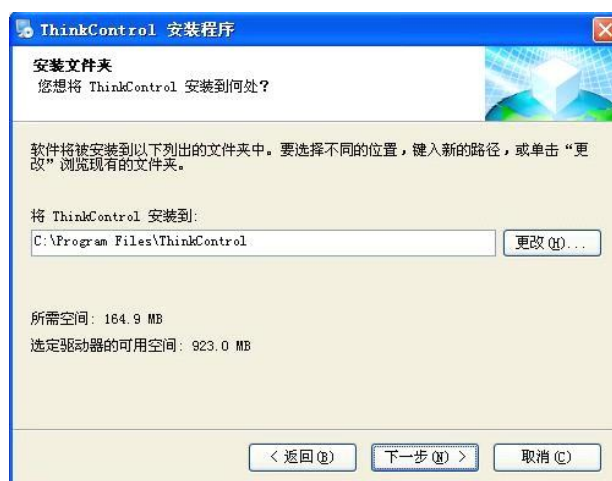 ThinkControl 安装程序
安装文件夹
您想将 ThinkControl 安装到何处?
软件将被安装到以下列出的文件夹中。要选择不同的位置，键入新的路径，或单击“更
改”浏览现有的文件夹。
将 ThinkControl 安装到:
C:\Program Files\ThinkControl
更改(H)...
所需空间: 164.9 MB
选定驱动器的可用空间: 923.0 MB
< 返回(B)
下一步(N) >
取消(C)